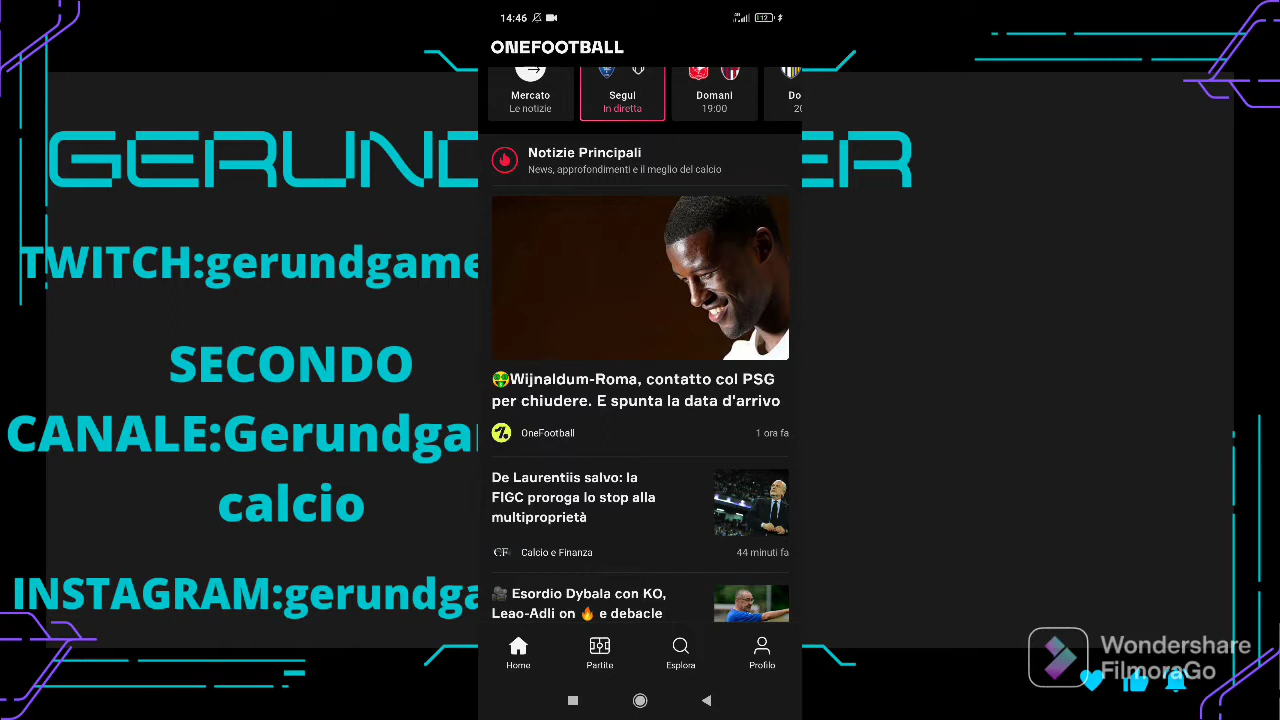 14:46
12
ONEFOOTBALL
Mercato
Le notizie
Segui
In diretta
Domani
19:00
Do
20
Notizie Principali
News, approfondimenti e il meglio del calcio
Wijnaldum-Roma, contatto col PSG
per chiudere. E spunta la data d'arrivo
OneFootball
1 ora fa
De Laurentiis salvo: la
FIGC proroga lo stop alla
multiproprietà
CF
Calcio e Finanza
44 minuti fa
Esordio Dybala con KO,
Leao-Adli on 🔥 e debacle
Home
Partite
Esplora
Profilo
GERUND
ER
TWITCH:gerundgame
SECONDO
CANALE:Gerundga
calcio
INSTAGRAM:gerundga
Wondershare
FilmoraGo